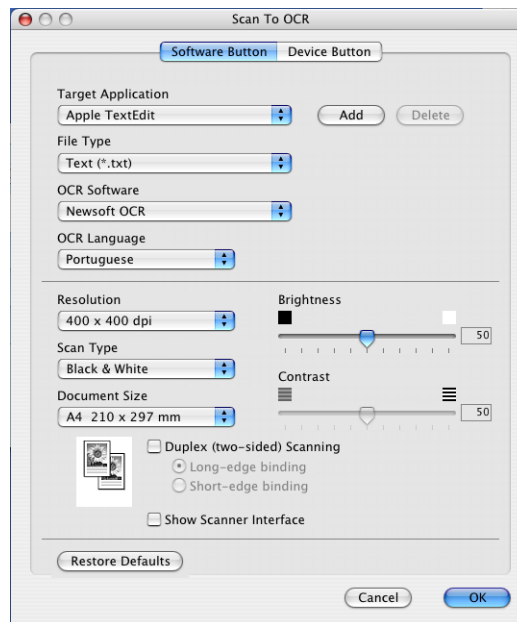 Scan To OCR
Software Button Device Button
Target Application
Apple TextEdit Add Delete
File Type
Text (*.txt)
OCR Software
Newsoft OCR
OCR Language
Portuguese
Resolution Brightness
400 x 400 dpi
50
Scan Type
Black & White
Contrast
Document Size
A4 210 x 297 mm
50
Duplex (two-sided) Scanning
Long-edge binding
Short-edge binding
Show Scanner Interface
Restore Defaults
Cancel OK